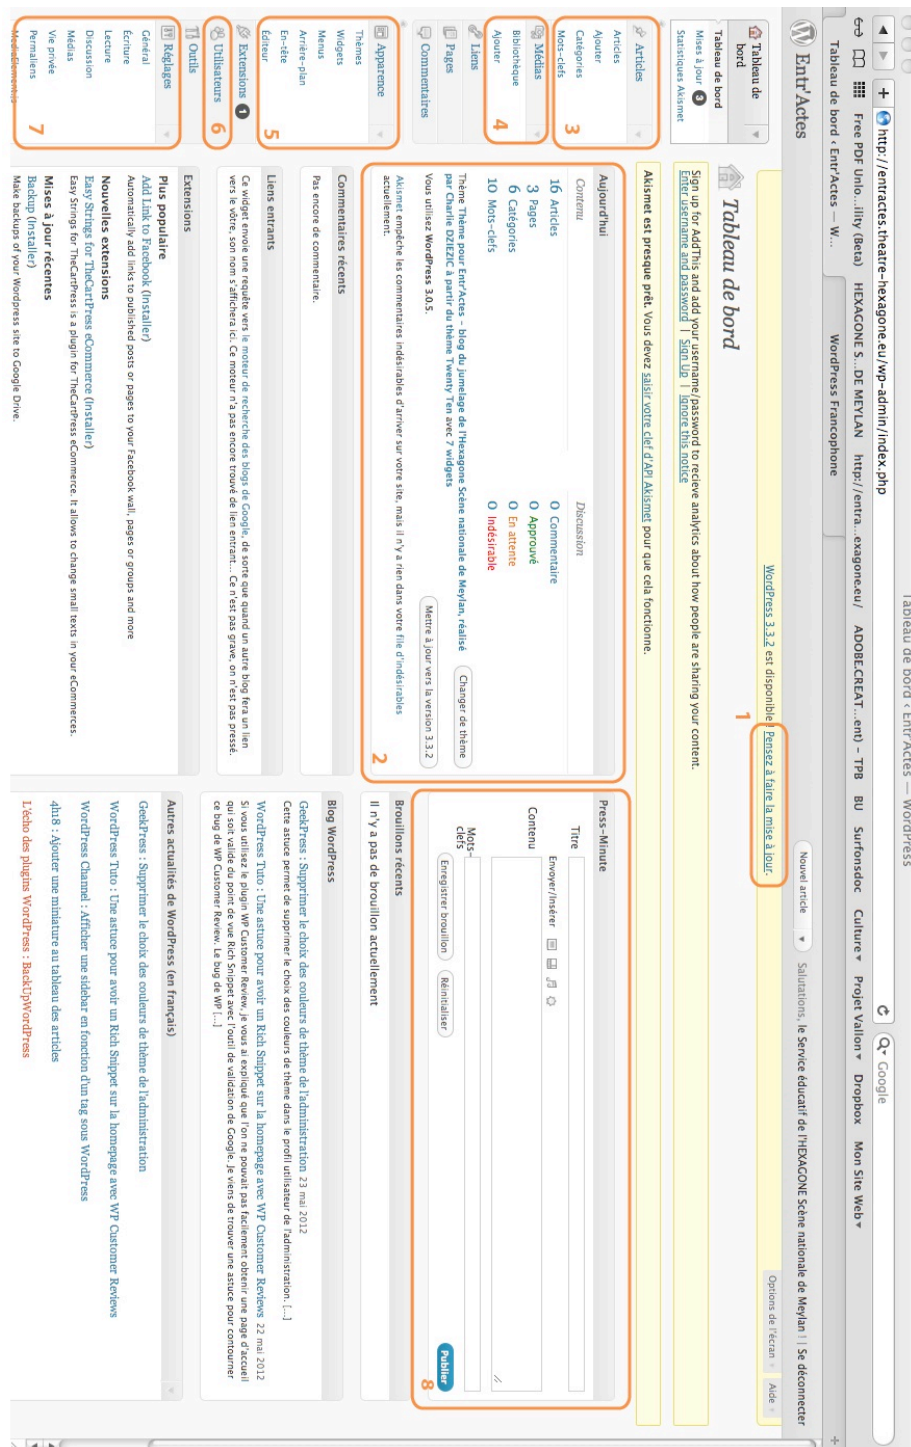 Tableau de bord ‹ Entr'Actes — WordPress
http://entractes.theatre-hexagone.eu/wp-admin/index.php
Google
Free PDF Unlo...ility (Beta) HEXAGONE S...DE MEYLAN http://entra...exagone.eu/ ADOBE.CREAT...ent) - TPB BU Surfonsdoc Culture Projet Vallon Dropbox Mon Site Web
Tableau de bord ‹ Entr'Actes — W...
WordPress Francophone
Entr'Actes
Nouvel article
Salutations, le Service éducatif de l'HEXAGONE Scène nationale de Meylan ! | Se déconnecter
WordPress 3.3.2 est disponible ! Pensez à faire la mise à jour.
1
Options de l'écran
Aide
Tableau de bord
Sign up for AddThis and add your username/password to recieve analytics about how people are sharing your content.
Enter username and password | Sign Up | Ignore this notice
Akismet est presque prêt. Vous devez saisir votre clef d'API Akismet pour que cela fonctionne.
Tableau de
bord
Tableau de bord
Mises à jour 3
Statistiques Akismet
Articles
Articles
Ajouter
Catégories
Mots-clefs
3
Médias
Bibliothèque
Ajouter
4
Liens
Pages
Commentaires
Apparence
Thèmes
Widgets
Menus
Arrière-plan
En-tête
Éditeur
5
Extensions 1
Utilisateurs
6
Outils
Réglages
Général
Écriture
Lecture
Discussion
Médias
Vie privée
Permaliens
MediaElement.js
7
Aujourd'hui
Contenu
Discussion
16 Articles
0 Commentaire
3 Pages
0 Approuvé
6 Catégories
0 En attente
10 Mots-clefs
0 Indésirable
Thème Thème pour Entr'Actes - blog du jumelage de l'Hexagone Scène nationale de Meylan, réalisé
par Charlie DZIEZIC à partir du thème Twenty Ten avec 7 widgets
Changer de thème
Vous utilisez WordPress 3.0.5.
Mettre à jour vers la version 3.3.2
Akismet empêche les commentaires indésirables d'arriver sur votre site, mais il n'y a rien dans votre file d'indésirables
actuellement.
2
Commentaires récents
Pas encore de commentaire.
Liens entrants
Ce widget envoie une requête vers le moteur de recherche des blogs de Google, de sorte que quand un autre blog fera un lien
vers le vôtre, son nom s'affichera ici. Ce moteur n'a pas encore trouvé de lien entrant... Ce n'est pas grave, on n'est pas pressé.
Extensions
Plus populaire
Add Link to Facebook (Installer)
Automatically add links to published posts or pages to your Facebook wall, pages or groups and more
Nouvelles extensions
Easy Strings for TheCartPress eCommerce (Installer)
Easy Strings for TheCartPress is a plugin for TheCartPress eCommerce. It allows to change small texts in your eCommerces.
Mises à jour récentes
Backup (Installer)
Make backups of your Wordpress site to Google Drive.
Press-Minute
Titre
Envoyer/Insérer
Contenu
Mots-
clefs
Enregistrer brouillon
Réinitialiser
Publier
8
Brouillons récents
Il n'y a pas de brouillon actuellement
Blog WordPress
GeekPress : Supprimer le choix des couleurs de thème de l'administration 23 mai 2012
Cette astuce permet de supprimer le choix des couleurs de thème dans le profil utilisateur de l'administration. [...]
WordPress Tuto : Une astuce pour avoir un Rich Snippet sur la homepage avec WP Customer Reviews 22 mai 2012
Si vous utilisez le plugin WP Customer Review, je vous ai expliqué que l'on ne pouvait pas facilement obtenir une page d'accueil
qui soit valide du point de vue Rich Snippet avec l'outil de validation de Google. Je viens de trouver une astuce pour contourner
ce bug de WP Customer Review. Le bug de WP [...]
Autres actualités de WordPress (en français)
GeekPress : Supprimer le choix des couleurs de thème de l'administration
WordPress Tuto : Une astuce pour avoir un Rich Snippet sur la homepage avec WP Customer Reviews
WordPress Channel : Afficher une sidebar en fonction d'un tag sous WordPress
4h18 : Ajouter une miniature au tableau des articles
L'écho des plugins WordPress : BackUpWordPress